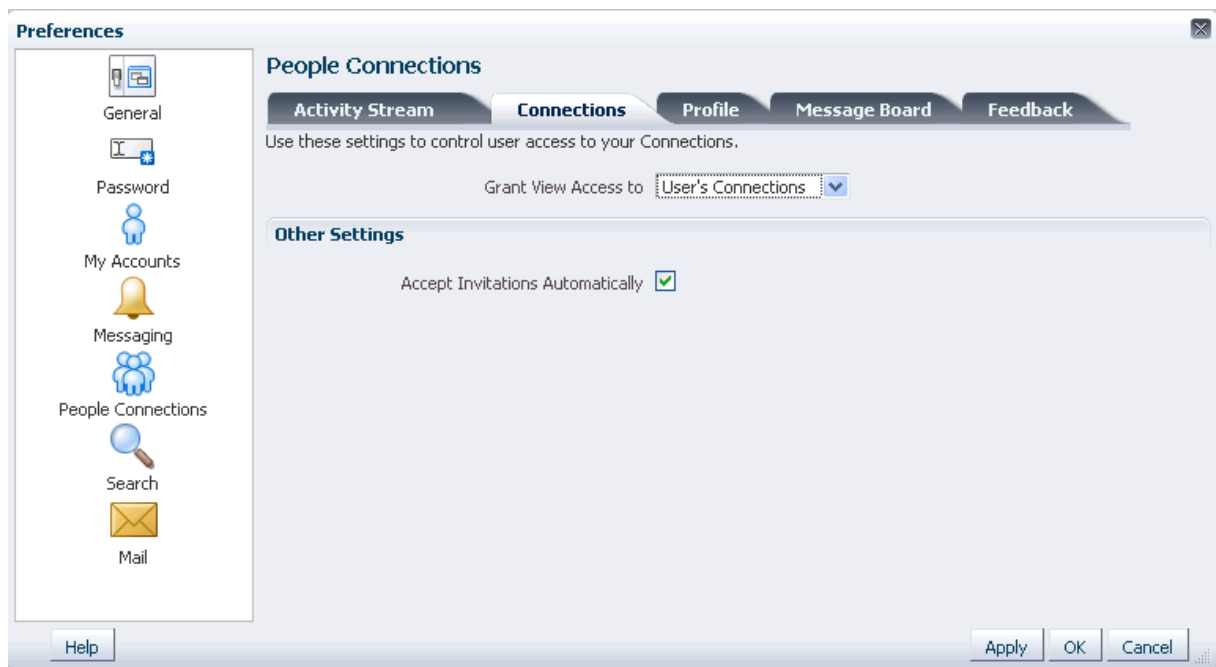 Preferences
General
Password
My Accounts
Messaging
People Connections
Search
Mail
People Connections
Activity Stream Connections Profile Message Board Feedback
Use these settings to control user access to your Connections.
Grant View Access to User's Connections
Other Settings
Accept Invitations Automatically
Help Apply OK Cancel